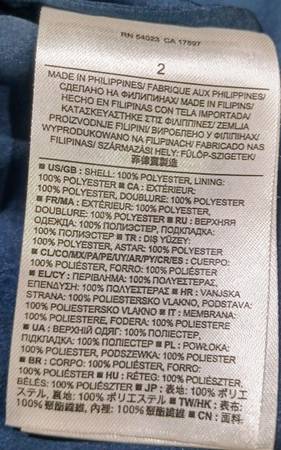 RN 54023 CA 17897
2
MADE IN PHILIPPINES/ FABRIQUE AUX PHILIPPINES/
СДЕЛАНО НА ФИЛИПИНАХ/ MADE IN FILIPINS/
HECHO EN FILIPINAS CON TELA IMPORTADA/
ΚΑΤΑΣΚΕΥΑΣΤΗΚΕ ΣΤΙΣ ΦΙΛΙΠΠΙΝΕΣ/ ZEMLJA
PROIZVODNJE FILIPINI/ ВИРОБЛЕНО У ФІЛІППІНАХ/
WYPRODUKOWANO NA FILIPINACH/ FABRICADO NAS
FILIPINAS/ SZÁRMAZÁSI HELY: FÜLÖP-SZIGETEK/
菲律賓製造
■ US/GB: SHELL: 100% POLYESTER, LINING:
100% POLYESTER ■ CA : EXTÉRIEUR:
100% POLYESTER, DOUBLURE: 100% POLYESTER
■ FR/MA: EXTÉRIEUR: 100% POLYESTER,
DOUBLURE: 100% POLYESTER ■ RU : ВЕРХНЯЯ
ОДЕЖДА: 100% ПОЛИЭСТЕР, ПОДКЛАДКА:
100% ПОЛИЭСТЕР ■ TR : DIŞ YÜZEY:
100% POLYESTER, ASTAR: 100% POLYESTER
■ CL/CO/MX/PA/PE/UY/AR/PY/CR/ES : CUERPO:
100% POLIÉSTER, FORRO: 100% POLIÉSTER
■ EL/CY : ΠΕΡΙΒΛΗΜΑ: 100% ΠΟΛΥΕΣΤΕΡΑΣ,
ΕΠΕΝΔΥΣΗ: 100% ΠΟΛΥΕΣΤΕΡΑΣ ■ HR : VANJSKA
STRANA: 100% POLIESTERSKO VLAKNO, PODSTAVA:
100% POLIESTERSKO VLAKNO ■ IT : MEMBRANA:
100% POLIESTERE, FODERA: 100% POLIESTERE
■ UA : ВЕРХНІЙ ОДЯГ: 100% ПОЛІЕСТЕР,
ПІДКЛАДКА: 100% ПОЛІЕСТЕР ■ PL : POWŁOKA:
100% POLIESTER, PODSZEWKA: 100% POLIESTER
■ BR : CORPO: 100% POLIÉSTER, FORRO:
100% POLIÉSTER ■ HU : RÉTEG: 100% POLIÉSZTER,
BÉLÉS: 100% POLIÉSZTER ■ JP : 表地: 100% ポリエ
ステル, 裏地: 100% ポリエステル ■ TW/HK : 表布:
100% 聚酯纖維, 內裡: 100% 聚酯纖維 ■ CN : 面料